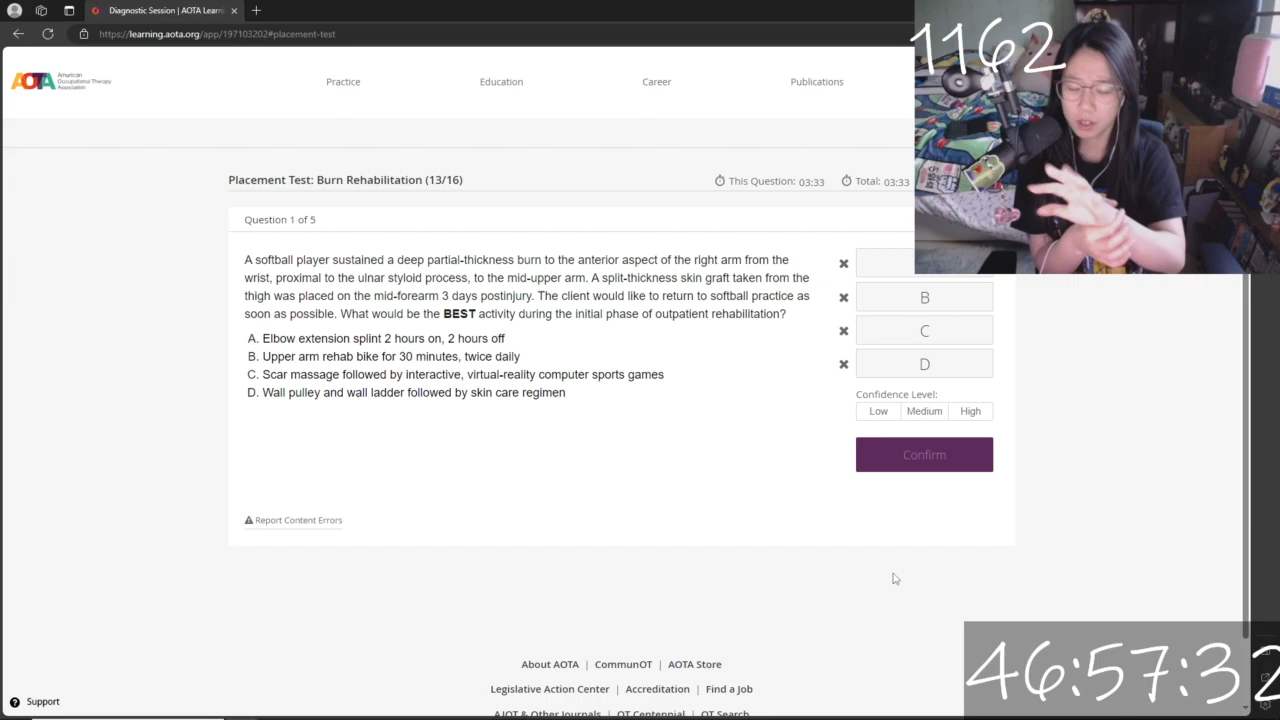 Diagnostic Session | AOTA Learni
https://learning.aota.org/app/197103202#placement-test
1162
AOTA American Occupational Therapy Association
Practice
Education
Career
Publications
Placement Test: Burn Rehabilitation (13/16)
This Question: 03:33
Total: 03:33
Question 1 of 5
A softball player sustained a deep partial-thickness burn to the anterior aspect of the right arm from the
wrist, proximal to the ulnar styloid process, to the mid-upper arm. A split-thickness skin graft taken from the
thigh was placed on the mid-forearm 3 days postinjury. The client would like to return to softball practice as
soon as possible. What would be the BEST activity during the initial phase of outpatient rehabilitation?
A. Elbow extension splint 2 hours on, 2 hours off
B. Upper arm rehab bike for 30 minutes, twice daily
C. Scar massage followed by interactive, virtual-reality computer sports games
D. Wall pulley and wall ladder followed by skin care regimen
B
C
D
Confidence Level:
Low Medium High
Confirm
Report Content Errors
About AOTA | CommunOT | AOTA Store
Legislative Action Center | Accreditation | Find a Job
AJOT & Other Journals | OT Centennial | OT Search
Support
46:57:32